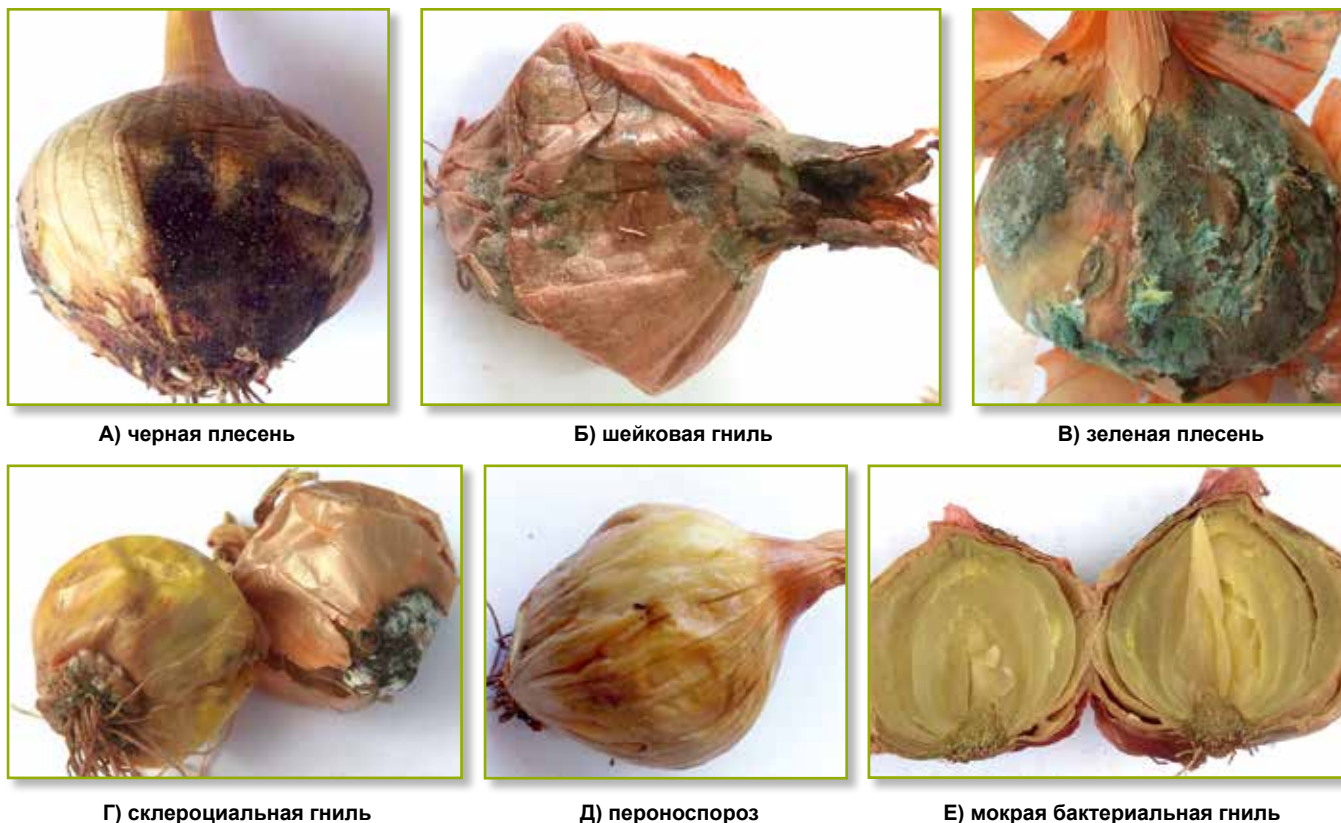 А) черная плесень
Б) шейковая гниль
В) зеленая плесень
Г) склероциальная гниль
Д) пероноспороз
Е) мокрая бактериальная гниль